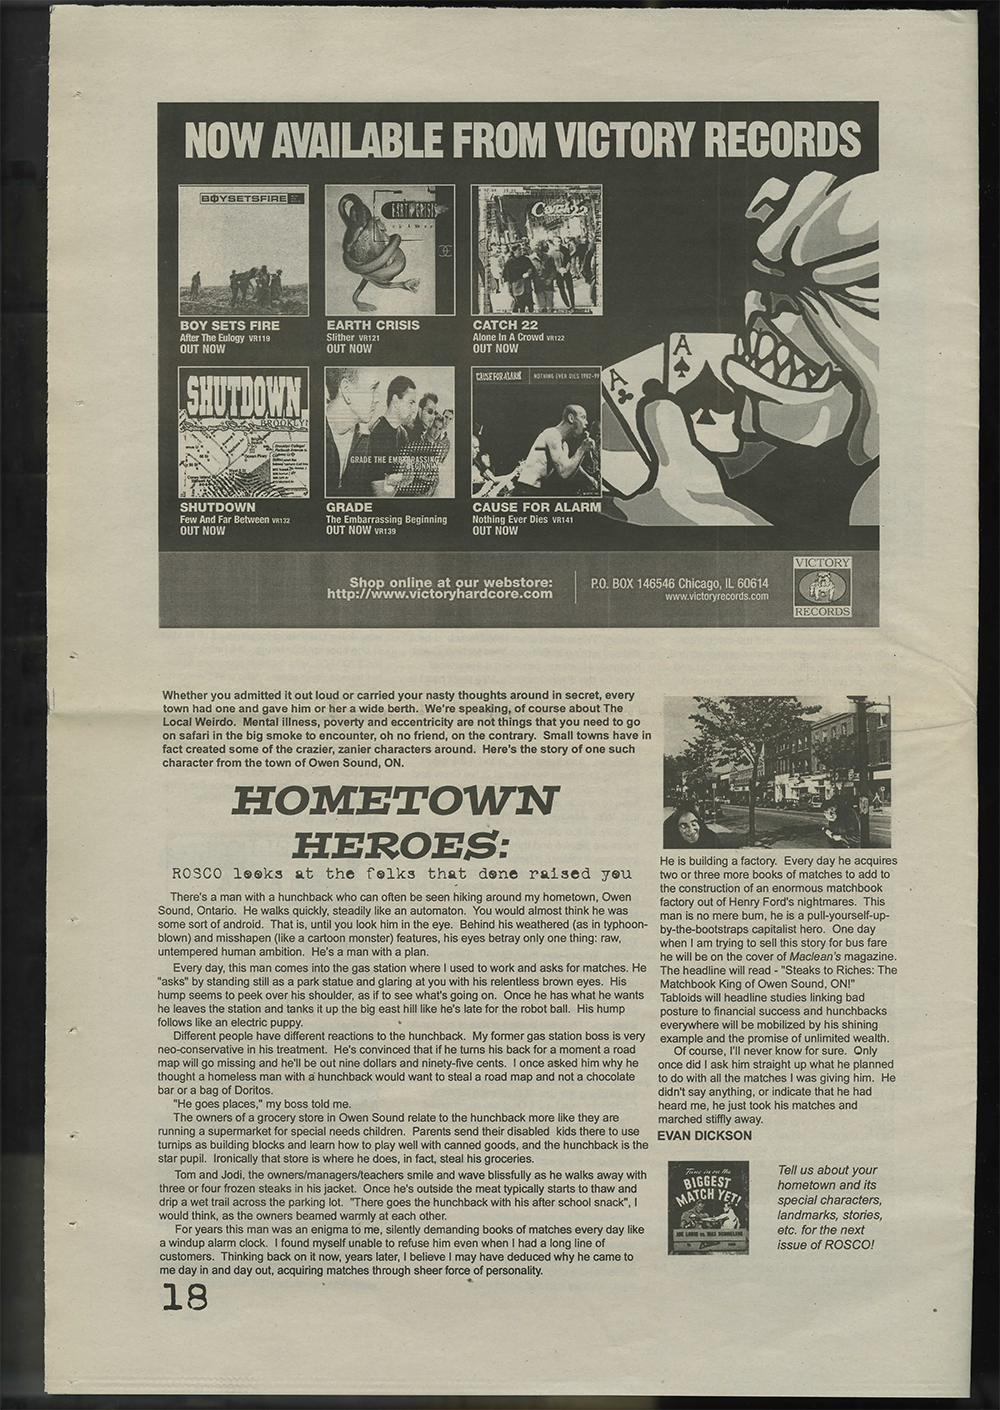 NOW AVAILABLE FROM VICTORY RECORDS
BOYSETSFIRE
BOY SETS FIRE
After The Eulogy VR119
OUT NOW
EARTH CRISIS
slither
EARTH CRISIS
Slither VR121
OUT NOW
Catch 22
CATCH 22
Alone In A Crowd VR122
OUT NOW
A
A
SHUTDOWN
BROOKLYN
SHUTDOWN
Few And Far Between VR132
OUT NOW
GRADE THE EMBARRASSING
BEGINNING
GRADE
The Embarrassing Beginning
OUT NOW VR139
CAUSE FOR ALARM NOTHING EVER DIES 1982-99
CAUSE FOR ALARM
Nothing Ever Dies VR141
OUT NOW
Shop online at our webstore:
http://www.victoryhardcore.com
P.O. BOX 146546 Chicago, IL 60614
www.victoryrecords.com
VICTORY
RECORDS
Whether you admitted it out loud or carried your nasty thoughts around in secret, every
town had one and gave him or her a wide berth. We're speaking, of course about The
Local Weirdo. Mental illness, poverty and eccentricity are not things that you need to go
on safari in the big smoke to encounter, oh no friend, on the contrary. Small towns have in
fact created some of the crazier, zanier characters around. Here's the story of one such
character from the town of Owen Sound, ON.
HOMETOWN
HEROES:
ROSCO looks at the folks that done raised you
There's a man with a hunchback who can often be seen hiking around my hometown, Owen
Sound, Ontario. He walks quickly, steadily like an automaton. You would almost think he was
some sort of android. That is, until you look him in the eye. Behind his weathered (as in typhoon-
blown) and misshapen (like a cartoon monster) features, his eyes betray only one thing: raw,
untempered human ambition. He's a man with a plan.
Every day, this man comes into the gas station where I used to work and asks for matches. He
"asks" by standing still as a park statue and glaring at you with his relentless brown eyes. His
hump seems to peek over his shoulder, as if to see what's going on. Once he has what he wants
he leaves the station and tanks it up the big east hill like he's late for the robot ball. His hump
follows like an electric puppy.
Different people have different reactions to the hunchback. My former gas station boss is very
neo-conservative in his treatment. He's convinced that if he turns his back for a moment a road
map will go missing and he'll be out nine dollars and ninety-five cents. I once asked him why he
thought a homeless man with a hunchback would want to steal a road map and not a chocolate
bar or a bag of Doritos.
"He goes places," my boss told me.
The owners of a grocery store in Owen Sound relate to the hunchback more like they are
running a supermarket for special needs children. Parents send their disabled kids there to use
turnips as building blocks and learn how to play well with canned goods, and the hunchback is the
star pupil. Ironically that store is where he does, in fact, steal his groceries.
Tom and Jodi, the owners/managers/teachers smile and wave blissfully as he walks away with
three or four frozen steaks in his jacket. Once he's outside the meat typically starts to thaw and
drip a wet trail across the parking lot. "There goes the hunchback with his after school snack", I
would think, as the owners beamed warmly at each other.
For years this man was an enigma to me, silently demanding books of matches every day like
a windup alarm clock. I found myself unable to refuse him even when I had a long line of
customers. Thinking back on it now, years later, I believe I may have deduced why he came to
me day in and day out, acquiring matches through sheer force of personality.
18
He is building a factory. Every day he acquires
two or three more books of matches to add to
the construction of an enormous matchbook
factory out of Henry Ford's nightmares. This
man is no mere bum, he is a pull-yourself-up-
by-the-bootstraps capitalist hero. One day
when I am trying to sell this story for bus fare
he will be on the cover of Maclean's magazine.
The headline will read - "Steaks to Riches: The
Matchbook King of Owen Sound, ON!"
Tabloids will headline studies linking bad
posture to financial success and hunchbacks
everywhere will be mobilized by his shining
example and the promise of unlimited wealth.
Of course, I'll never know for sure. Only
once did I ask him straight up what he planned
to do with all the matches I was giving him. He
didn't say anything, or indicate that he had
heard me, he just took his matches and
marched stiffly away.
EVAN DICKSON
Tune in on the
BIGGEST
MATCH YET!
JOE LOUIS vs. MAX SCHMELING
Tell us about your
hometown and its
special characters,
landmarks, stories,
etc. for the next
issue of ROSCO!